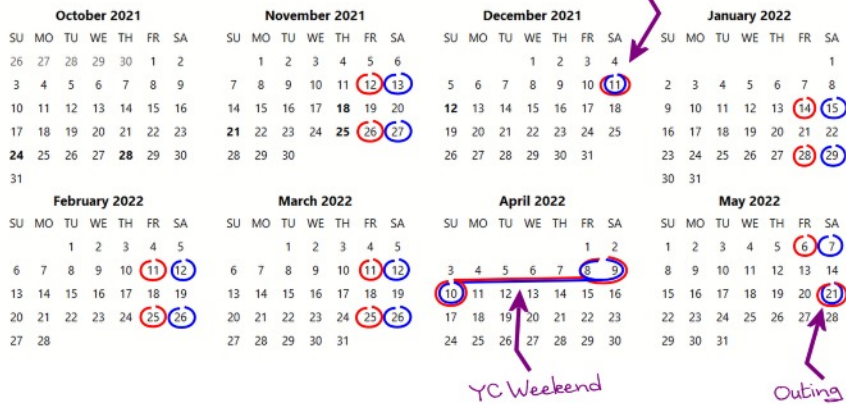 October 2021 November 2021 December 2021 January 2022
SU MO TU WE TH FR SA SU MO TU WE TH FR SA SU MO TU WE TH FR SA SU MO TU WE TH FR SA
26 27 28 29 30 1 2 1 2 3 4 5 6 1 2 3 4 1
3 4 5 6 7 8 9 7 8 9 10 11 12 13 5 6 7 8 9 10 11 2 3 4 5 6 7 8
10 11 12 13 14 15 16 14 15 16 17 18 19 20 12 13 14 15 16 17 18 9 10 11 12 13 14 15
17 18 19 20 21 22 23 21 22 23 24 25 26 27 19 20 21 22 23 24 25 16 17 18 19 20 21 22
24 25 26 27 28 29 30 28 29 30 26 27 28 29 30 31 23 24 25 26 27 28 29
31 30 31
February 2022 March 2022 April 2022 May 2022
SU MO TU WE TH FR SA SU MO TU WE TH FR SA SU MO TU WE TH FR SA SU MO TU WE TH FR SA
1 2 3 4 5 1 2 3 4 5 1 2 1 2 3 4 5 6 7
6 7 8 9 10 11 12 6 7 8 9 10 11 12 3 4 5 6 7 8 9 8 9 10 11 12 13 14
13 14 15 16 17 18 19 13 14 15 16 17 18 19 10 11 12 13 14 15 16 15 16 17 18 19 20 21
20 21 22 23 24 25 26 20 21 22 23 24 25 26 17 18 19 20 21 22 23 22 23 24 25 26 27 28
27 28 27 28 29 30 31 24 25 26 27 28 29 30 29 30 31
YC Weekend Outing